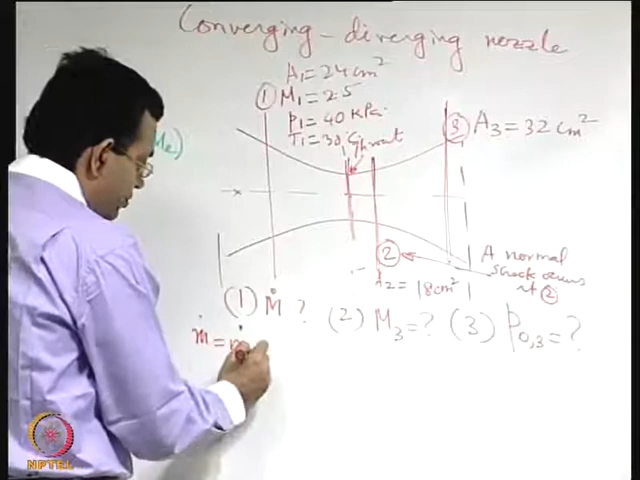 Converging - diverging nozzle
A₁ = 24 cm²
① M₁ = 2.5
P₁ = 40 kPa
T₁ = 30°C
throat
③ A₃ = 32 cm²
② A normal
shock occurs
at ②
A₂ = 18 cm²
(1) ṁ ? (2) M₃ = ? (3) P₀,₃ = ?
ṁ =
NPTEL